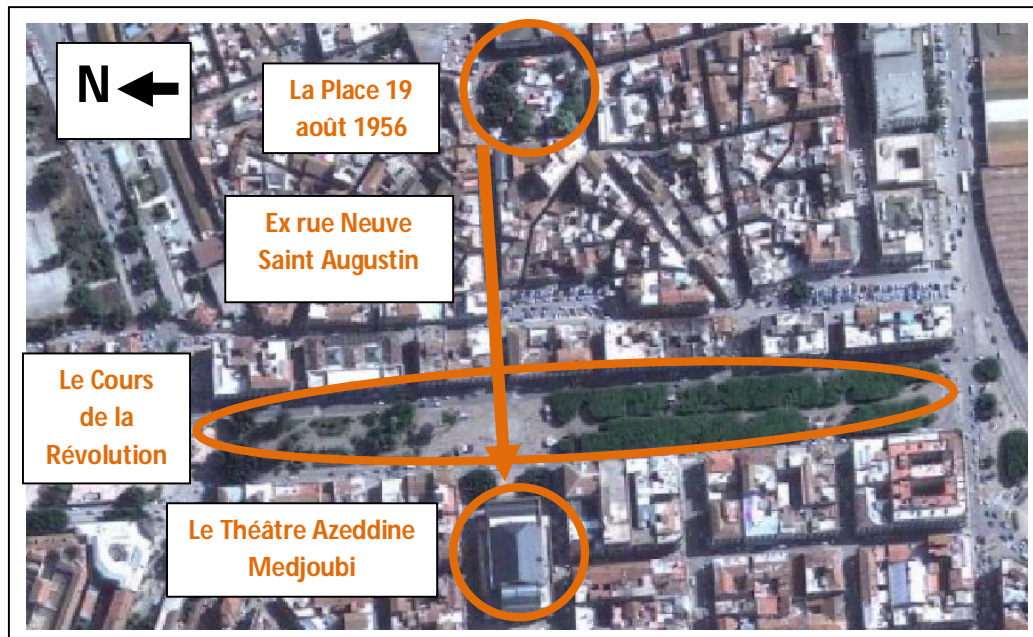 N
La Place 19
août 1956
Ex rue Neuve
Saint Augustin
Le Cours
de la
Révolution
Le Théâtre Azeddine
Medjoubi